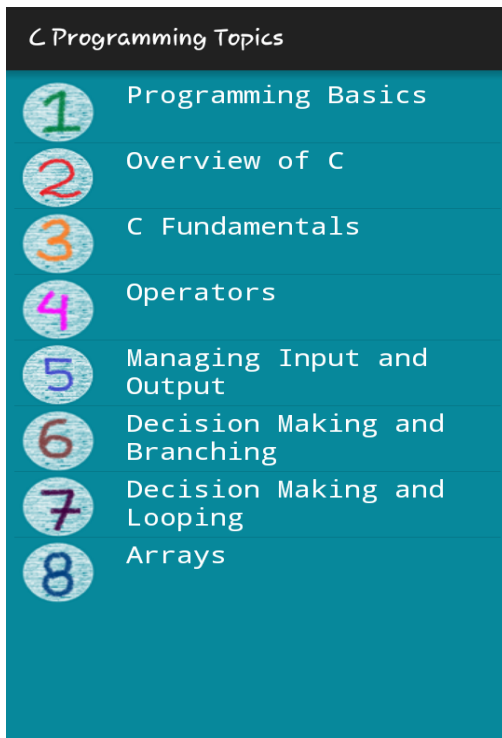 C Programming Topics
1
Programming Basics
2
Overview of C
3
C Fundamentals
4
Operators
5
Managing Input and
Output
6
Decision Making and
Branching
7
Decision Making and
Looping
8
Arrays